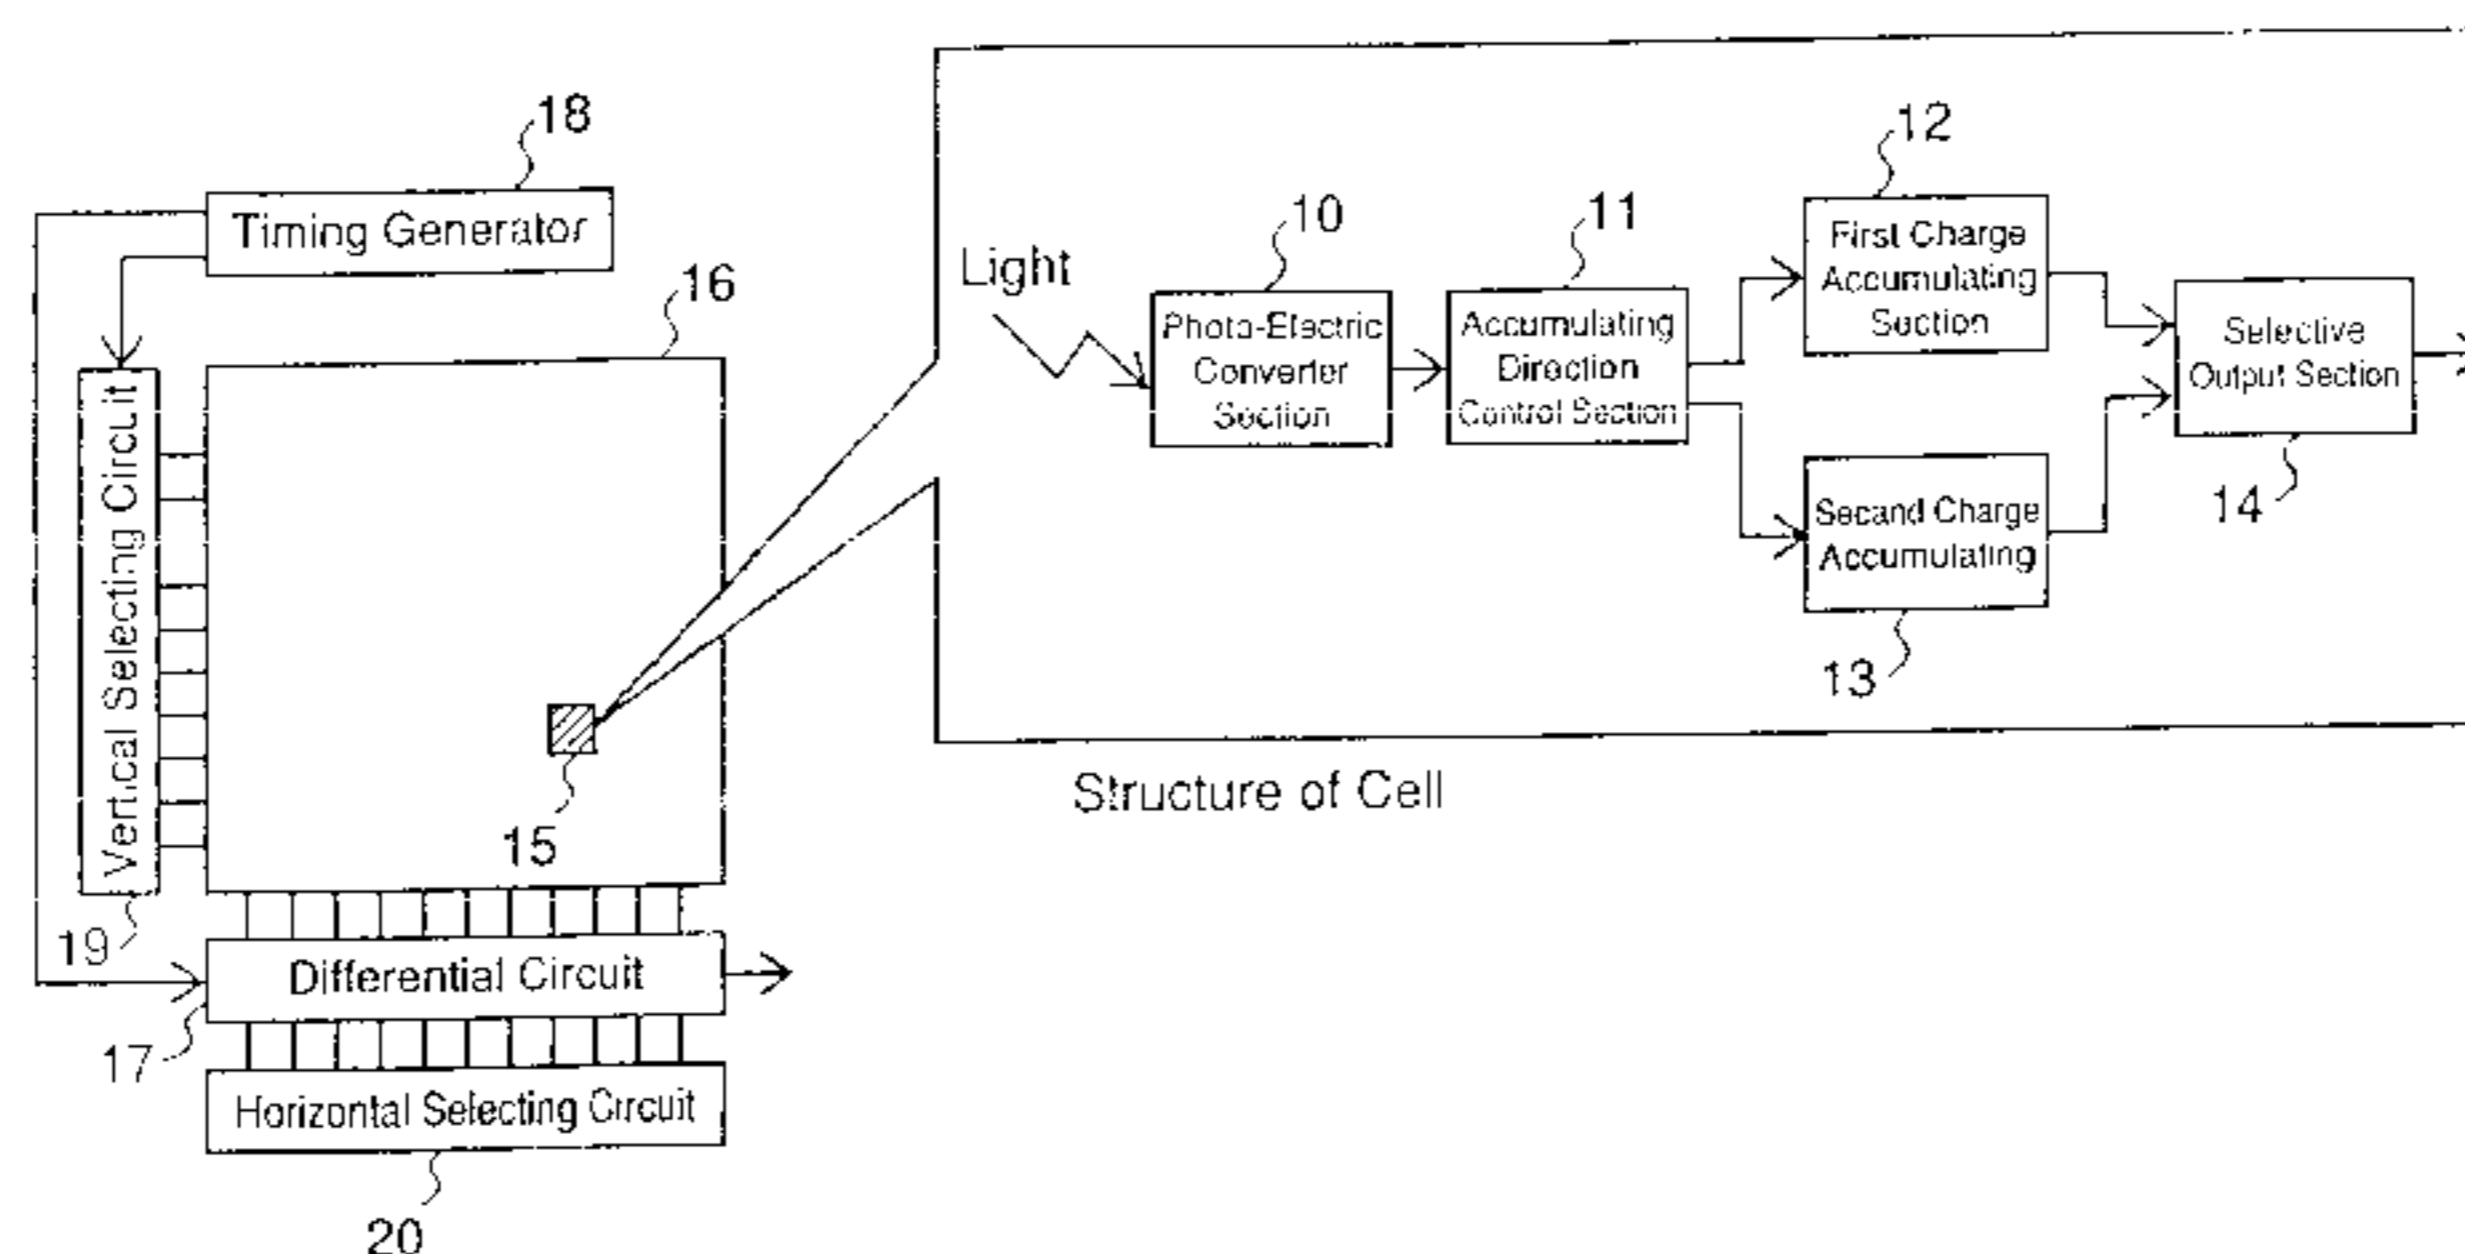 18
Timing Generator
16
Vertical Selecting Circuit
15
19
Differential Circuit
17
Horizontal Selecting Circuit
20
Light
10
Photo-Electric
Converter
Section
11
Accumulating
Direction
Control Section
12
First Charge
Accumulating
Section
Second Charge
Accumulating
13
Selective
Output Section
14
Structure of Cell